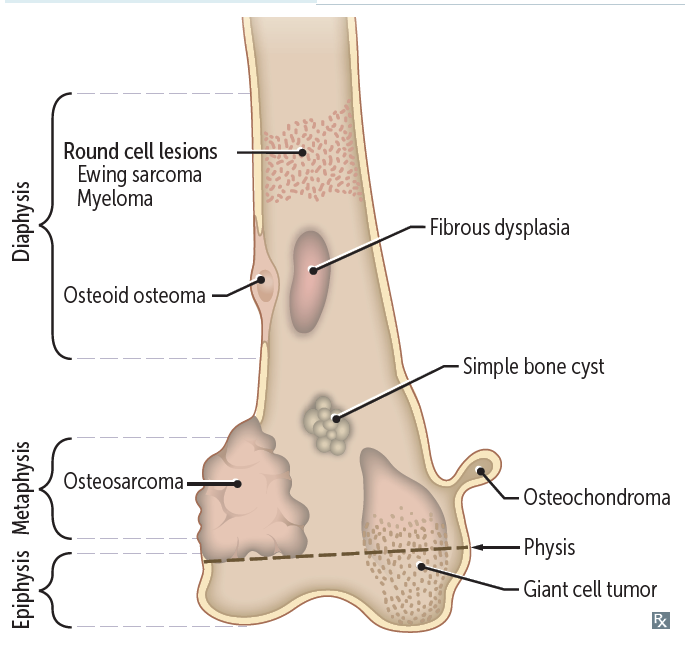 Diaphysis
Round cell lesions
Ewing sarcoma
Myeloma
Fibrous dysplasia
Osteoid osteoma
Simple bone cyst
Metaphysis
Osteosarcoma
Osteochondroma
Physis
Epiphysis
Giant cell tumor
Rx